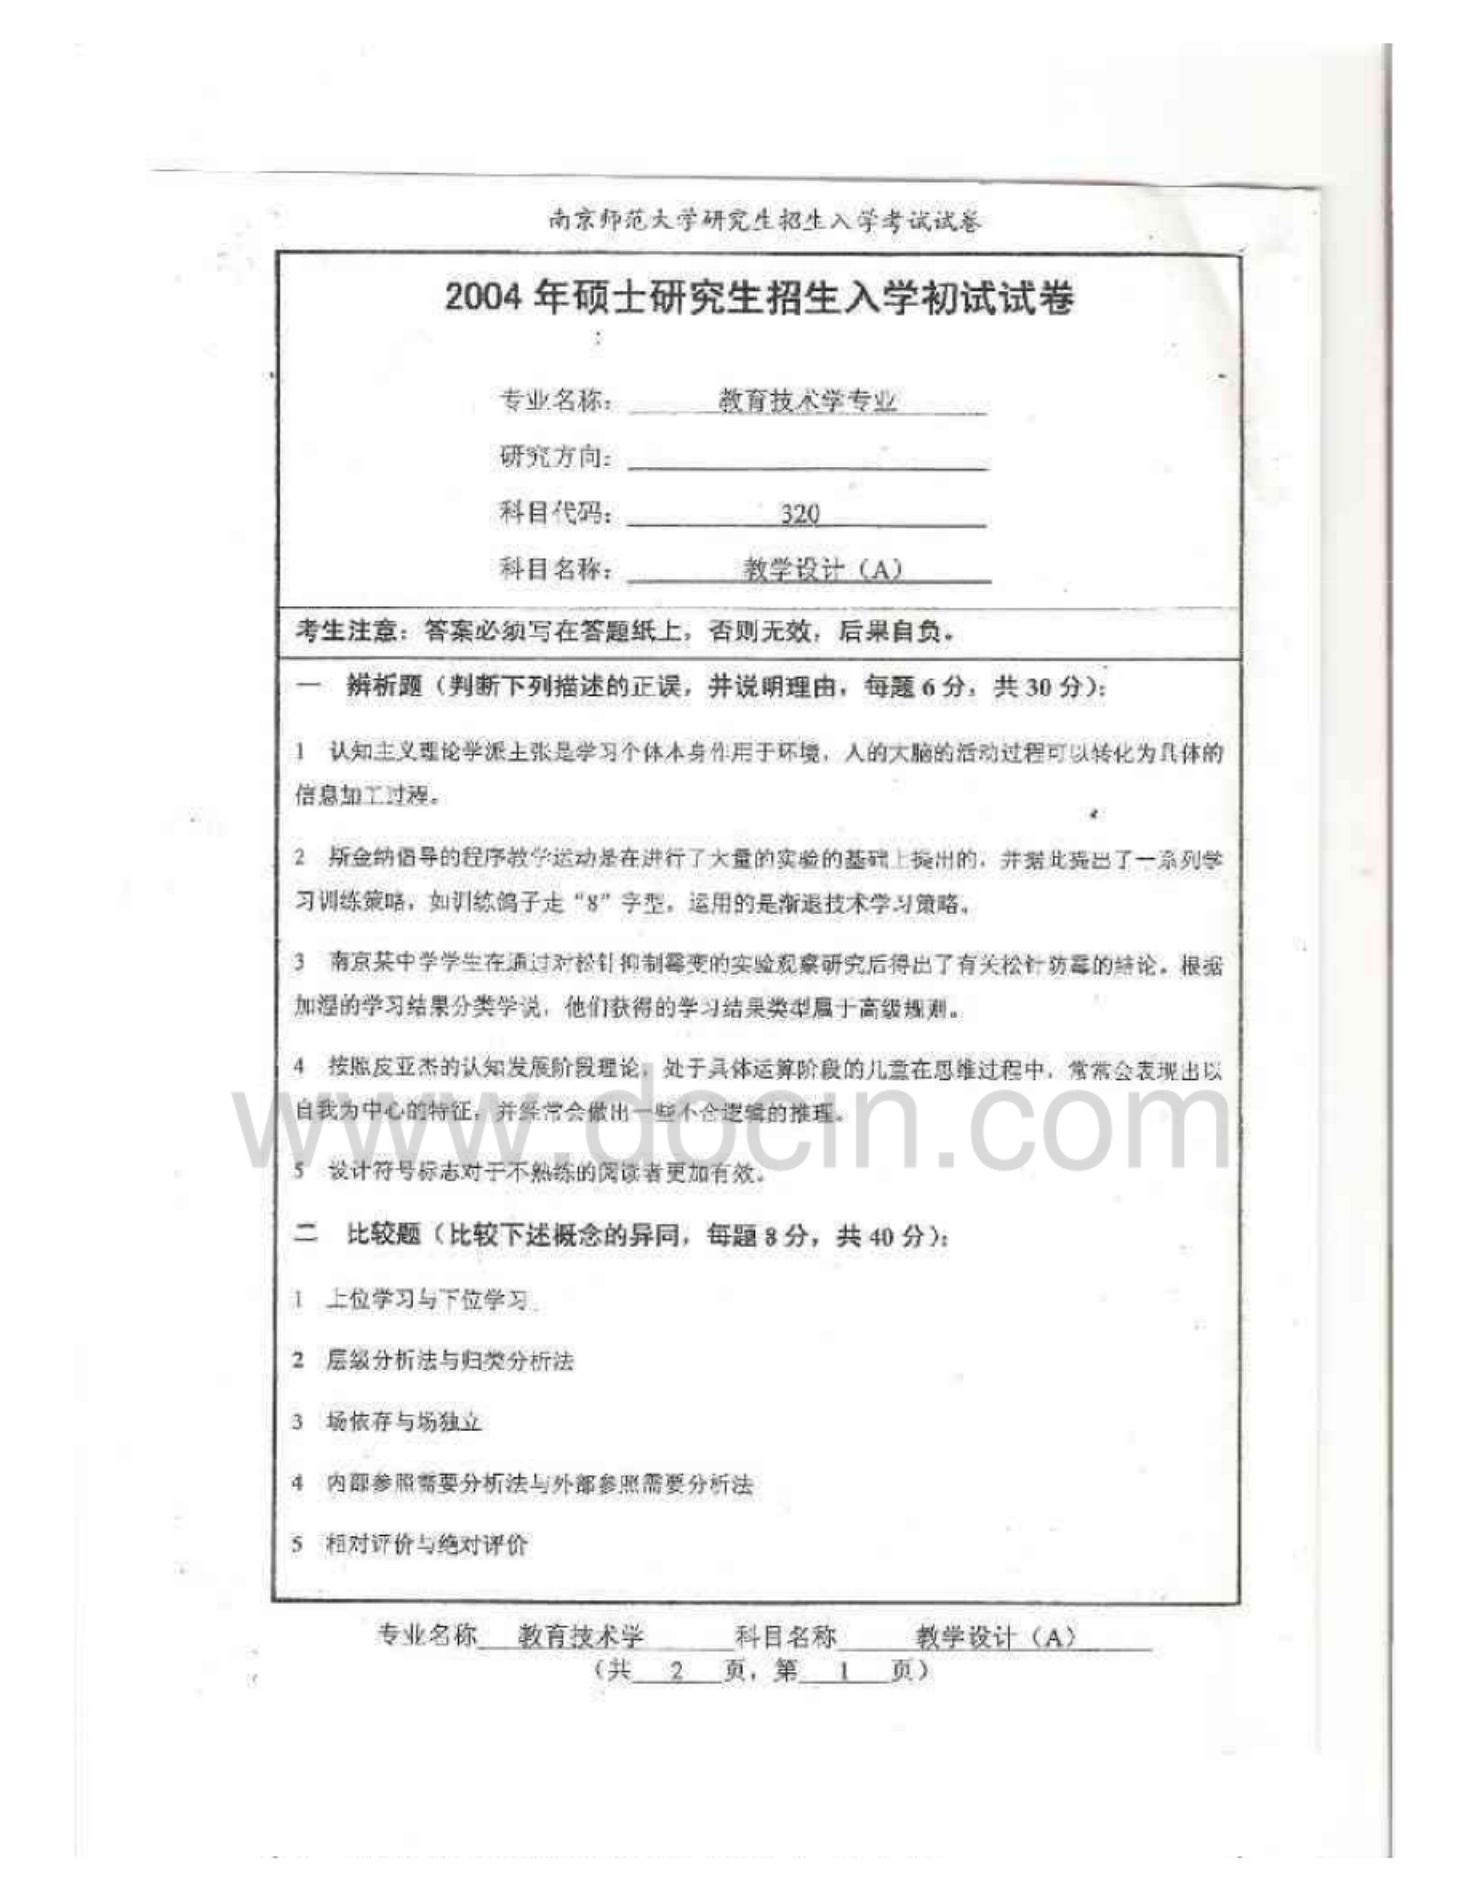 南京师范大学研究生招生入学考试试卷
2004 年硕士研究生招生入学初试试卷
专业名称： 教育技术学专业
研究方向：
科目代码： 320
科目名称： 教学设计（A）
考生注意：答案必须写在答题纸上，否则无效，后果自负。
一 辨析题（判断下列描述的正误，并说明理由，每题 6 分，共 30 分）：
1 认知主义理论学派主张是学习个体本身作用于环境，人的大脑的活动过程可以转化为具体的
信息加工过程。
2 斯金纳倡导的程序教学运动是在进行了大量的实验的基础上提出的，并据此提出了一系列学
习训练策略，如训练鸽子走“8”字型，运用的是渐退技术学习策略。
3 南京某中学学生在通过对松针抑制霉变的实验观察研究后得出了有关松针防霉的结论。根据
加涅的学习结果分类学说，他们获得的学习结果类型属于高级规则。
4 按照皮亚杰的认知发展阶段理论，处于具体运算阶段的儿童在思维过程中，常常会表现出以
自我为中心的特征，并经常会做出一些不合逻辑的推理。
www.docin.com
5 设计符号标志对于不熟练的阅读者更加有效。
二 比较题（比较下述概念的异同，每题 8 分，共 40 分）：
1 上位学习与下位学习
2 层级分析法与归类分析法
3 场依存与场独立
4 内部参照需要分析法与外部参照需要分析法
5 相对评价与绝对评价
专业名称 教育技术学 科目名称 教学设计（A）
（共 2 页，第 1 页）